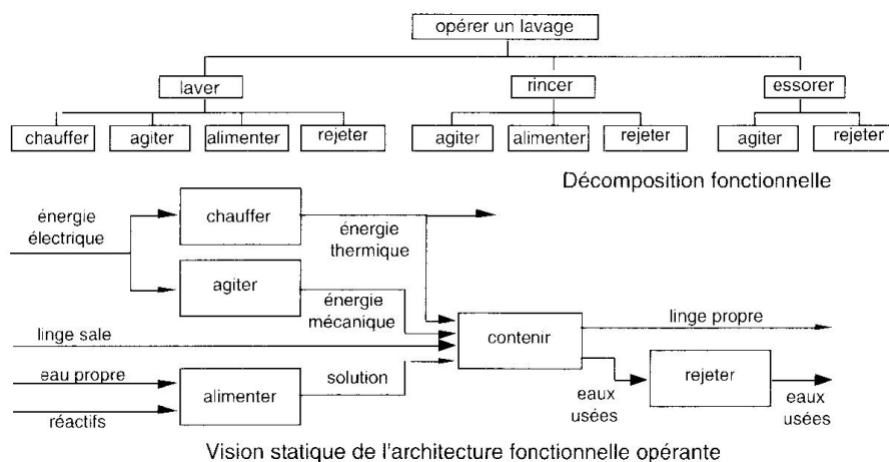 opérer un lavage
laver
rincer
essorer
chauffer
agiter
alimenter
rejeter
agiter
alimenter
rejeter
agiter
rejeter
Décomposition fonctionnelle
énergie
électrique
chauffer
énergie
thermique
agiter
énergie
mécanique
linge sale
contenir
linge propre
eau propre
réactifs
alimenter
solution
eaux
usées
rejeter
eaux
usées
Vision statique de l'architecture fonctionnelle opérante